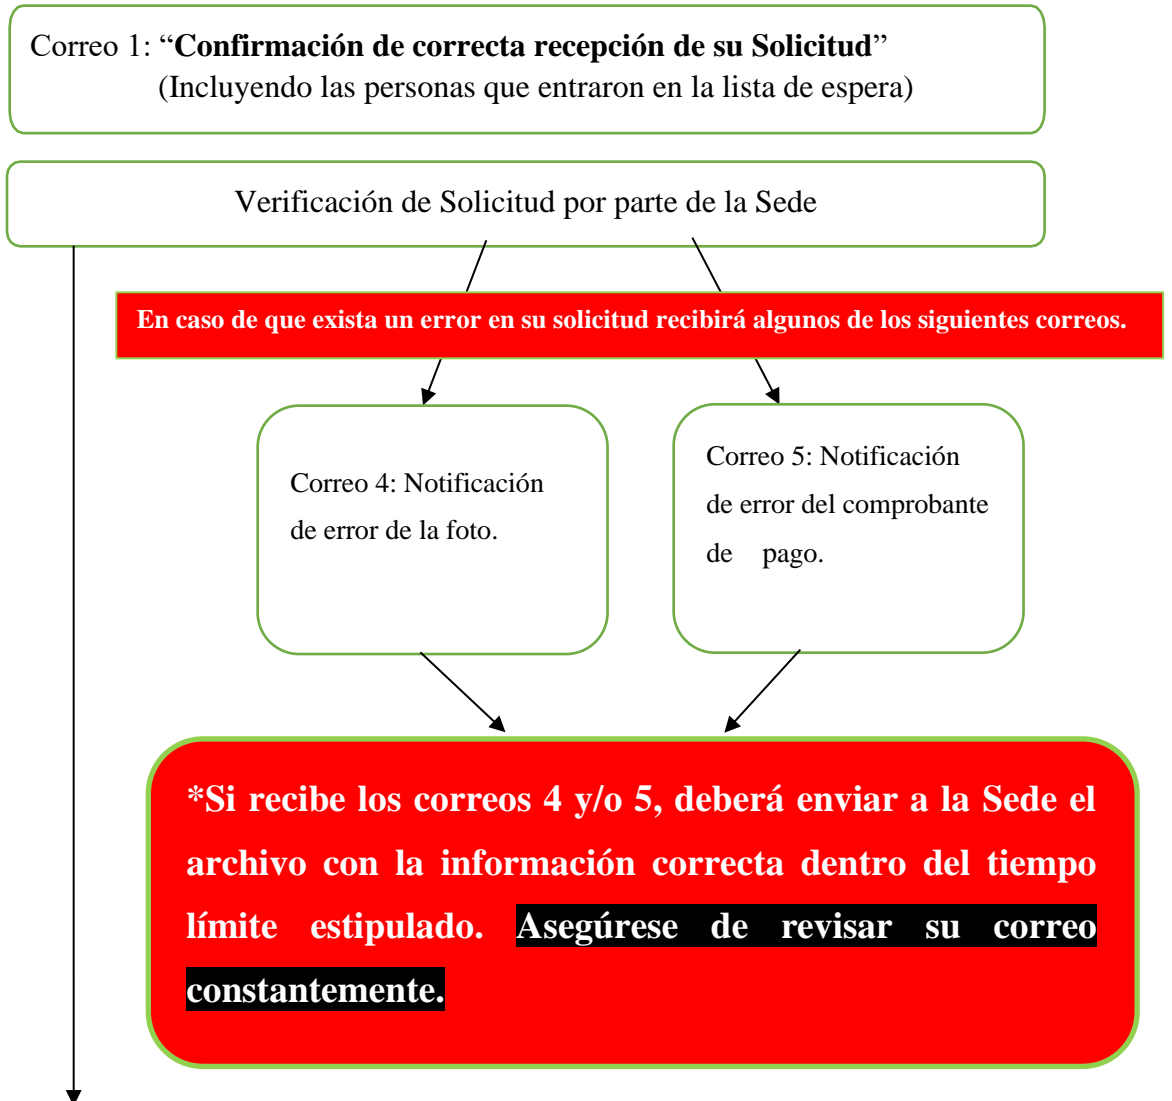 Correo 1: “Confirmación de correcta recepción de su Solicitud”
(Incluyendo las personas que entraron en la lista de espera)
Verificación de Solicitud por parte de la Sede
En caso de que exista un error en su solicitud recibirá algunos de los siguientes correos.
Correo 4: Notificación
de error de la foto.
Correo 5: Notificación
de error del comprobante
de pago.
*Si recibe los correos 4 y/o 5, deberá enviar a la Sede el
archivo con la información correcta dentro del tiempo
límite estipulado. Asegúrese de revisar su correo
constantemente.